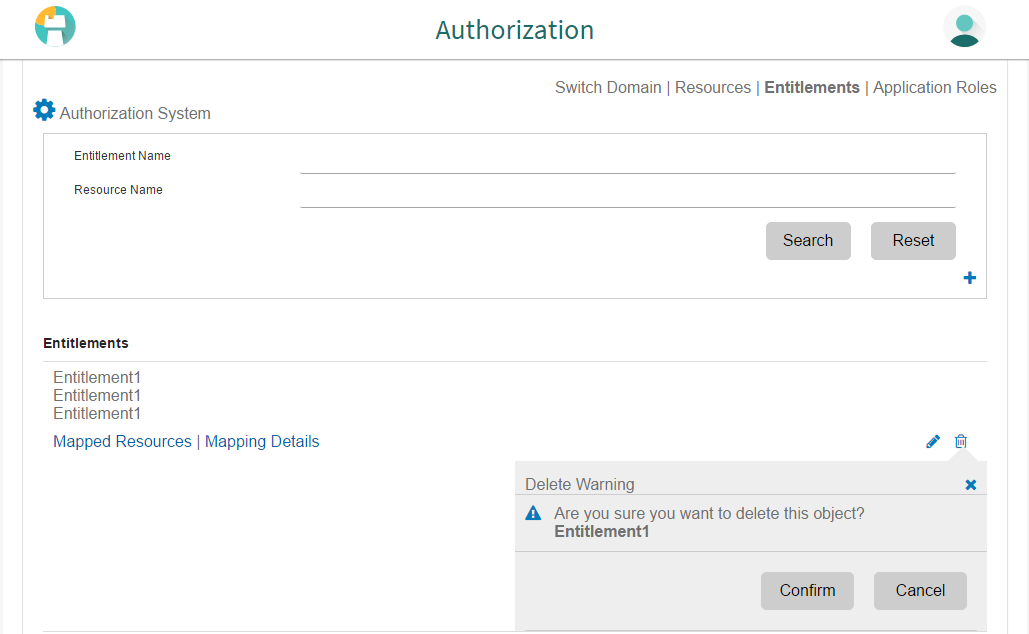 Authorization
Switch Domain | Resources | Entitlements | Application Roles
Authorization System
Entitlement Name
Resource Name
Search Reset
Entitlements
Entitlement1
Entitlement1
Entitlement1
Mapped Resources | Mapping Details
Delete Warning
Are you sure you want to delete this object?
Entitlement1
Confirm Cancel